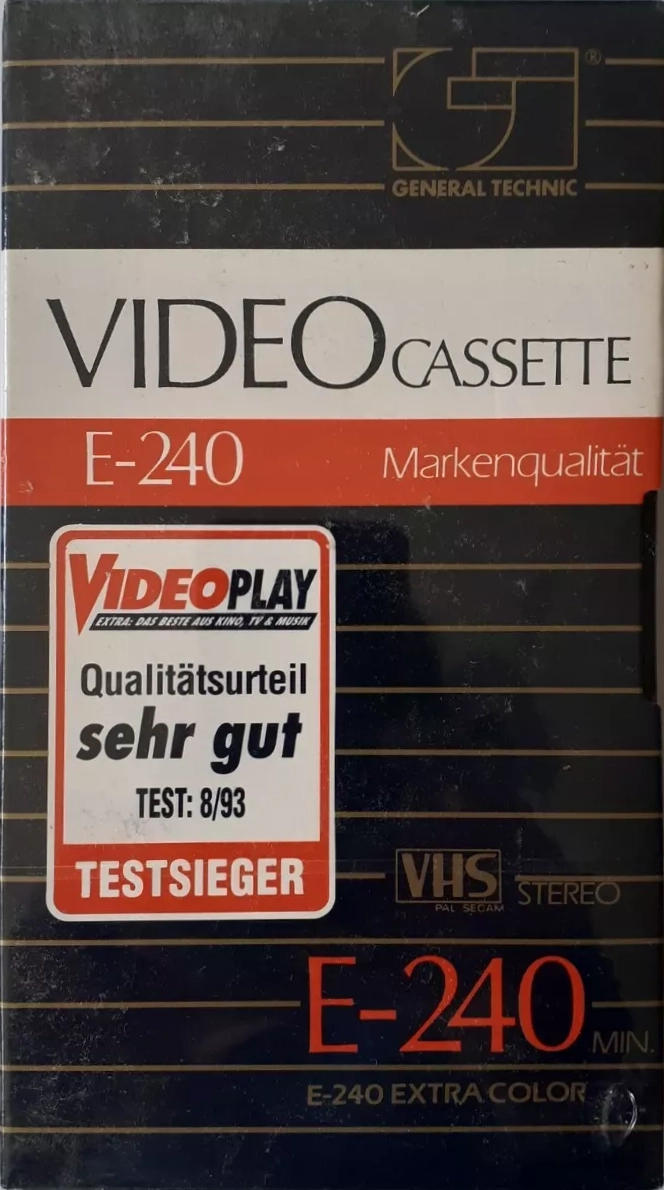 GT®
GENERAL TECHNIC
VIDEO CASSETTE
E-240 Markenqualität
VIDEOPLAY
EXTRA: DAS BESTE AUS KINO, TV & MUSIK
Qualitätsurteil
sehr gut
TEST: 8/93
TESTSIEGER
VHS STEREO
PAL SECAM
E-240 MIN.
E-240 EXTRA COLOR